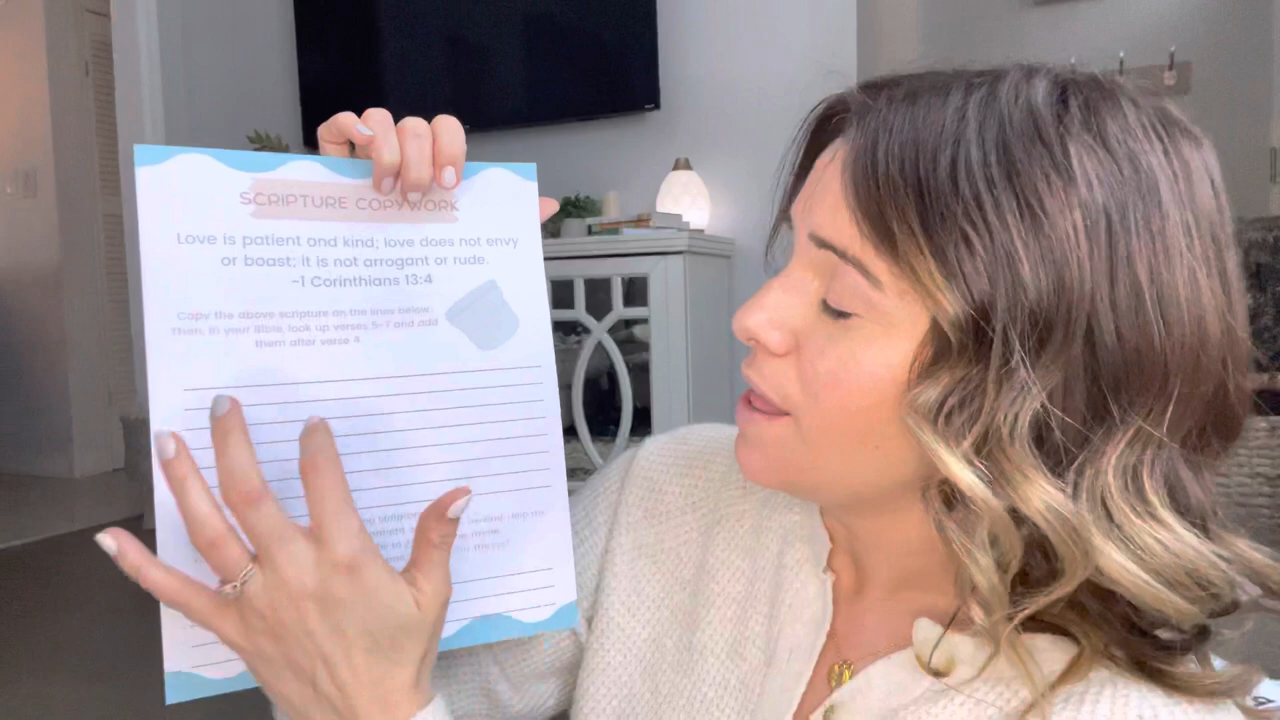 SCRIPTURE COPYWORK
Love is patient and kind; love does not envy
or boast; it is not arrogant or rude.
-1 Corinthians 13:4
Copy the above scripture on the lines below.
Then, in your Bible, look up verses 5-7 and add
them after verse 4.